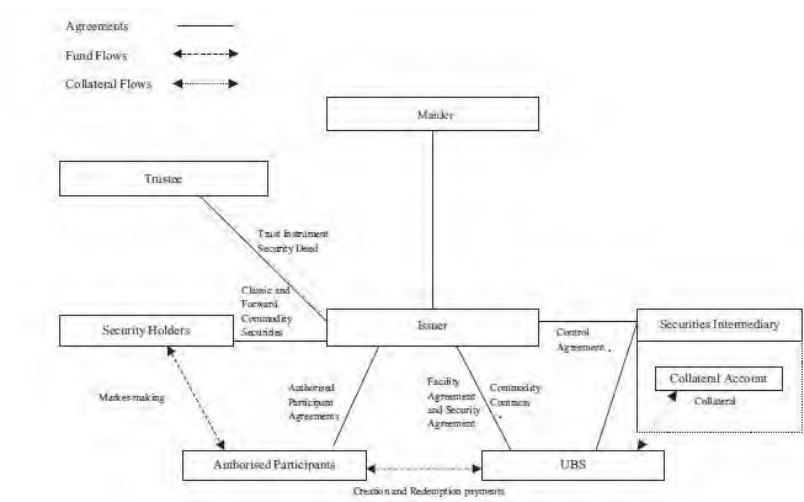 Agreements
Fund Flows
Collateral Flows
Manler
Trustee
Trust Instrument
Security Deed
Classic and
Forward
Commodity
Securities
Security Holders
Issuer
Securities Intermediary
Control
Agreement
Collateral Account
Collateral
Market-making
Authorised
Participant
Agreements
Facility
Agreement
and Security
Agreement
Commodity
Contracts
Authorised Participants
UBS
Creation and Redemption payments